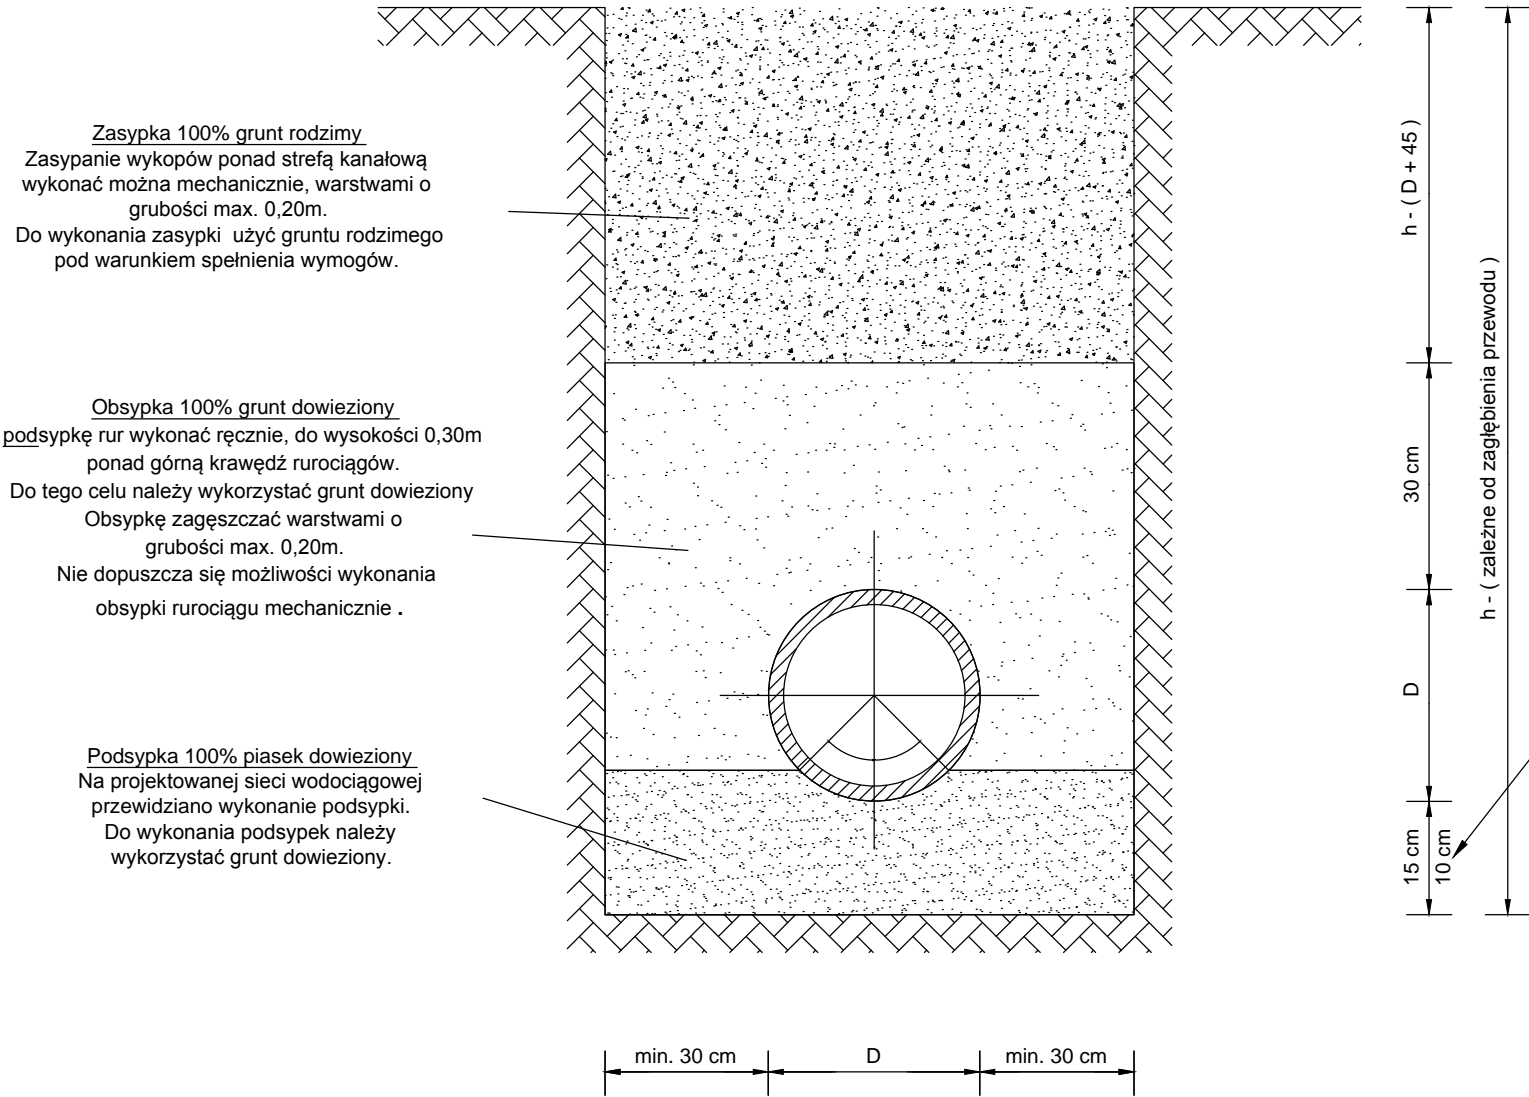 Zasypka 100% grunt rodzimy
Zasypanie wykopów ponad strefą kanałową
wykonać można mechanicznie, warstwami o
grubości max. 0,20m.
Do wykonania zasypki użyć gruntu rodzimego
pod warunkiem spełnienia wymogów.
Obsypka 100% grunt dowieziony
podsypkę rur wykonać ręcznie, do wysokości 0,30m
ponad górną krawędź rurociągów.
Do tego celu należy wykorzystać grunt dowieziony
Obsypkę zagęszczać warstwami o
grubości max. 0,20m.
Nie dopuszcza się możliwości wykonania
obsypki rurociągu mechanicznie .
Podsypka 100% piasek dowieziony
Na projektowanej sieci wodociągowej
przewidziano wykonanie podsypki.
Do wykonania podsypek należy
wykorzystać grunt dowieziony.
h - ( D + 45 )
30 cm
D
15 cm
10 cm
h - ( zależne od zagłębienia przewodu )
min. 30 cm
D
min. 30 cm